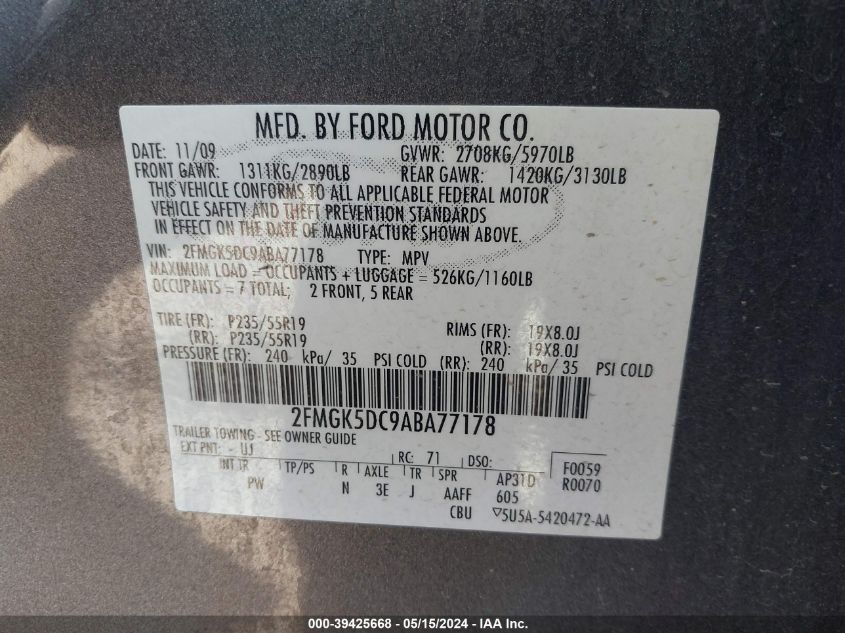 MFD. BY FORD MOTOR CO.
DATE: 11/09 GVWR: 2708KG/5970LB
FRONT GAWR: 1311KG/2890LB REAR GAWR: 1420KG/3130LB
THIS VEHICLE CONFORMS TO ALL APPLICABLE FEDERAL MOTOR
VEHICLE SAFETY AND THEFT PREVENTION STANDARDS
IN EFFECT ON THE DATE OF MANUFACTURE SHOWN ABOVE.
VIN: 2FMGK5DC9ABA77178 TYPE: MPV
MAXIMUM LOAD = OCCUPANTS + LUGGAGE = 526KG/1160LB
OCCUPANTS = 7 TOTAL; 2 FRONT, 5 REAR
TIRE (FR): P235/55R19 RIMS (FR): 19X8.0J
(RR): P235/55R19 (RR): 19X8.0J
PRESSURE (FR): 240 kPa/ 35 PSI COLD (RR): 240 kPa/ 35 PSI COLD
2FMGK5DC9ABA77178
TRAILER TOWING - SEE OWNER GUIDE
EXT PNT: - UJ RC: 71 DSO: F0059
INT TR TP/PS R AXLE TR SPR AP31D R0070
PW N 3E J AAFF 605
CBU ▽5U5A-5420472-AA
000-39425668 - 05/15/2024 - IAA Inc.